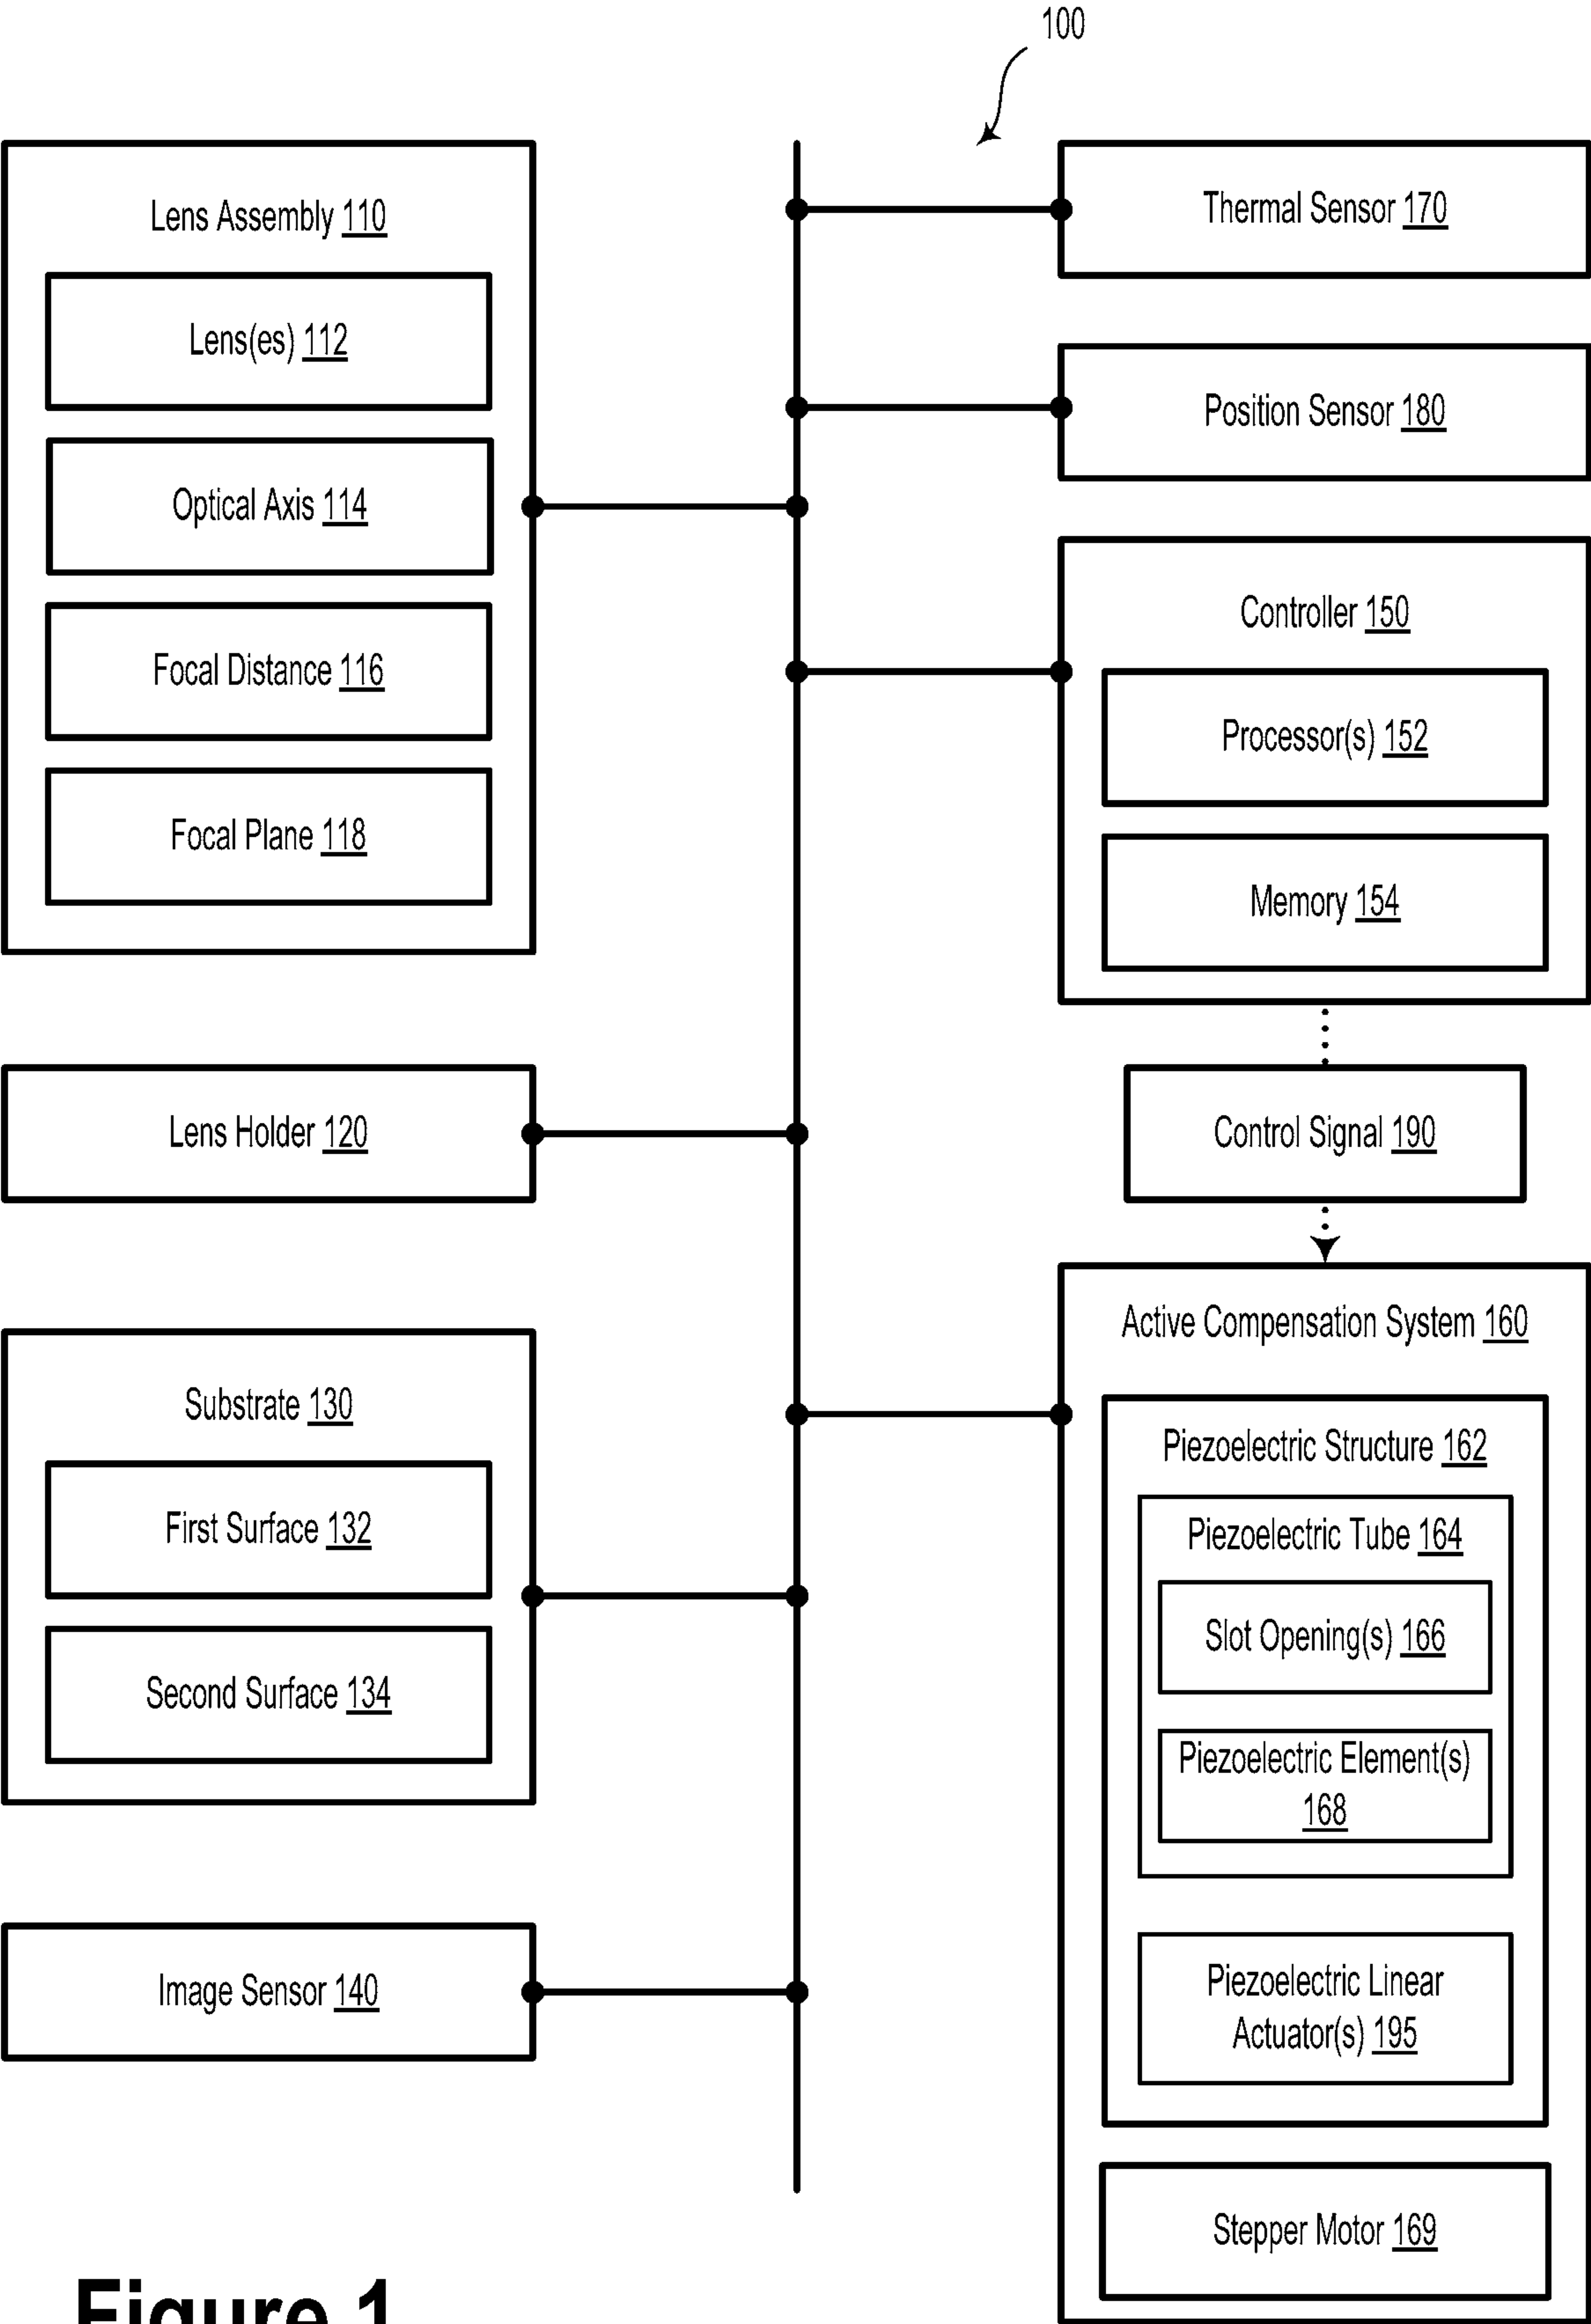 100
Lens Assembly 110
Lens(es) 112
Optical Axis 114
Focal Distance 116
Focal Plane 118
Lens Holder 120
Substrate 130
First Surface 132
Second Surface 134
Image Sensor 140
Thermal Sensor 170
Position Sensor 180
Controller 150
Processor(s) 152
Memory 154
Control Signal 190
Active Compensation System 160
Piezoelectric Structure 162
Piezoelectric Tube 164
Slot Opening(s) 166
Piezoelectric Element(s)
168
Piezoelectric Linear
Actuator(s) 195
Stepper Motor 169
Figure 1